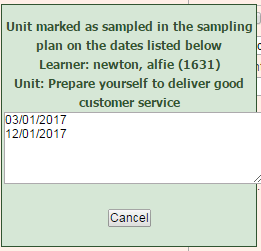 Unit marked as sampled in the sampling
plan on the dates listed below
Learner: newton, alfie (1631)
Unit: Prepare yourself to deliver good
customer service
03/01/2017
12/01/2017
Cancel